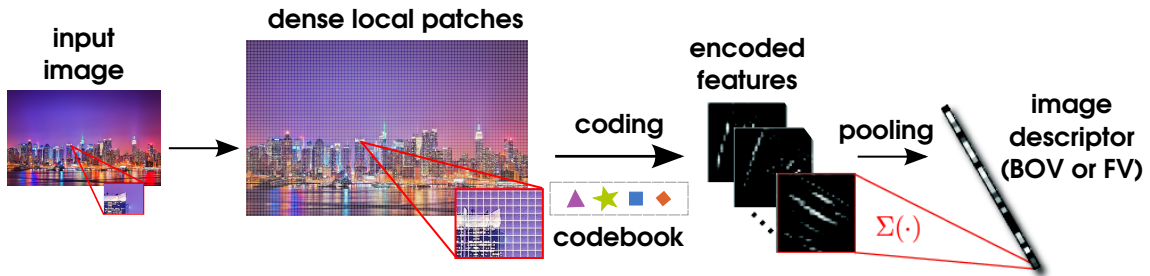 input
image
dense local patches
coding
codebook
encoded
features
pooling
Σ(·)
image
descriptor
(BOV or FV)